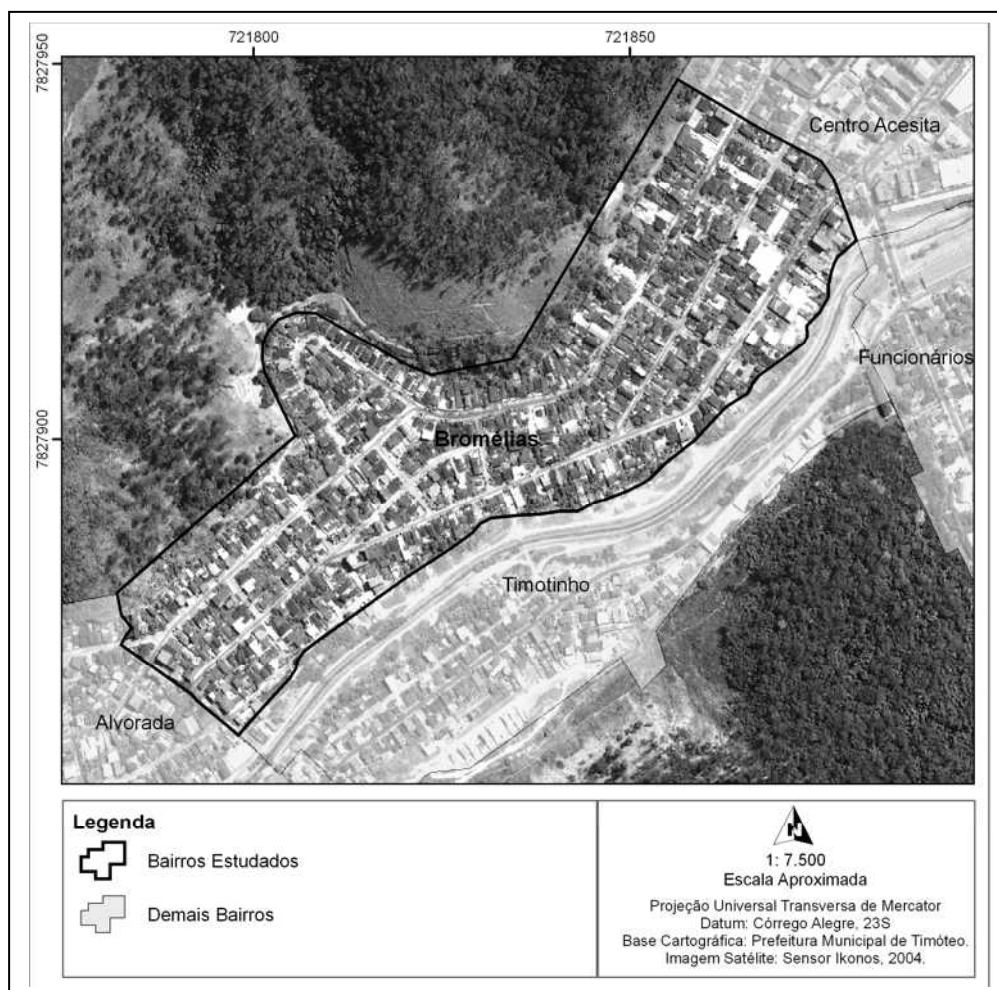 721800
721850
7827950
Centro Acesita
Funcionários
7827900
Bromélias
Timotinho
Alvorada
Legenda
Bairros Estudados
Demais Bairros
N
1: 7.500
Escala Aproximada
Projeção Universal Transversa de Mercator
Datum: Córrego Alegre, 23S
Base Cartográfica: Prefeitura Municipal de Timóteo.
Imagem Satélite: Sensor Ikonos, 2004.